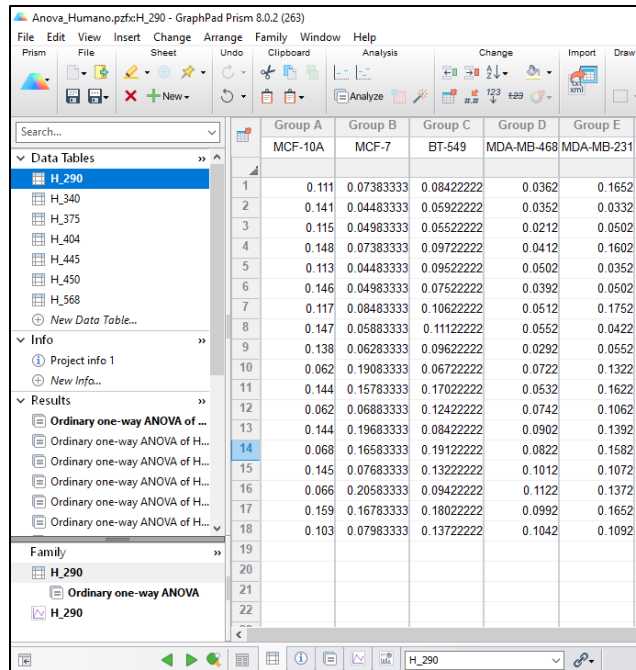 Anova_Humano.pzfx:H_290 - GraphPad Prism 8.0.2 (263)
File Edit View Insert Change Arrange Family Window Help
Prism File Sheet Undo Clipboard Analysis Change Import Draw
New
Analyze
#.# 123 123
txt xml
Search...
Group A Group B Group C Group D Group E
MCF-10A MCF-7 BT-549 MDA-MB-468 MDA-MB-231
Data Tables
H_290
H_340
H_375
H_404
H_445
H_450
H_568
New Data Table...
Info
Project info 1
New Info...
Results
Ordinary one-way ANOVA of ...
Ordinary one-way ANOVA of H...
Ordinary one-way ANOVA of H...
Ordinary one-way ANOVA of H...
Ordinary one-way ANOVA of H...
Ordinary one-way ANOVA of H...
Family
H_290
Ordinary one-way ANOVA
H_290
1 0.111 0.07383333 0.08422222 0.0362 0.1652
2 0.141 0.04483333 0.05922222 0.0352 0.0332
3 0.115 0.04983333 0.05522222 0.0212 0.0502
4 0.148 0.07383333 0.09722222 0.0412 0.1602
5 0.113 0.04483333 0.09522222 0.0502 0.0352
6 0.146 0.04983333 0.07522222 0.0392 0.0502
7 0.117 0.08483333 0.10622222 0.0512 0.1752
8 0.147 0.05883333 0.11122222 0.0552 0.0422
9 0.138 0.06283333 0.09622222 0.0292 0.0552
10 0.062 0.19083333 0.06722222 0.0722 0.1322
11 0.144 0.15783333 0.17022222 0.0532 0.1622
12 0.062 0.06883333 0.12422222 0.0742 0.1062
13 0.144 0.19683333 0.08422222 0.0902 0.1392
14 0.068 0.16583333 0.19122222 0.0822 0.1582
15 0.145 0.07683333 0.13222222 0.1012 0.1072
16 0.066 0.20583333 0.09422222 0.1122 0.1372
17 0.159 0.16783333 0.18022222 0.0992 0.1652
18 0.103 0.07983333 0.13722222 0.1042 0.1092
19
20
21
22
H_290